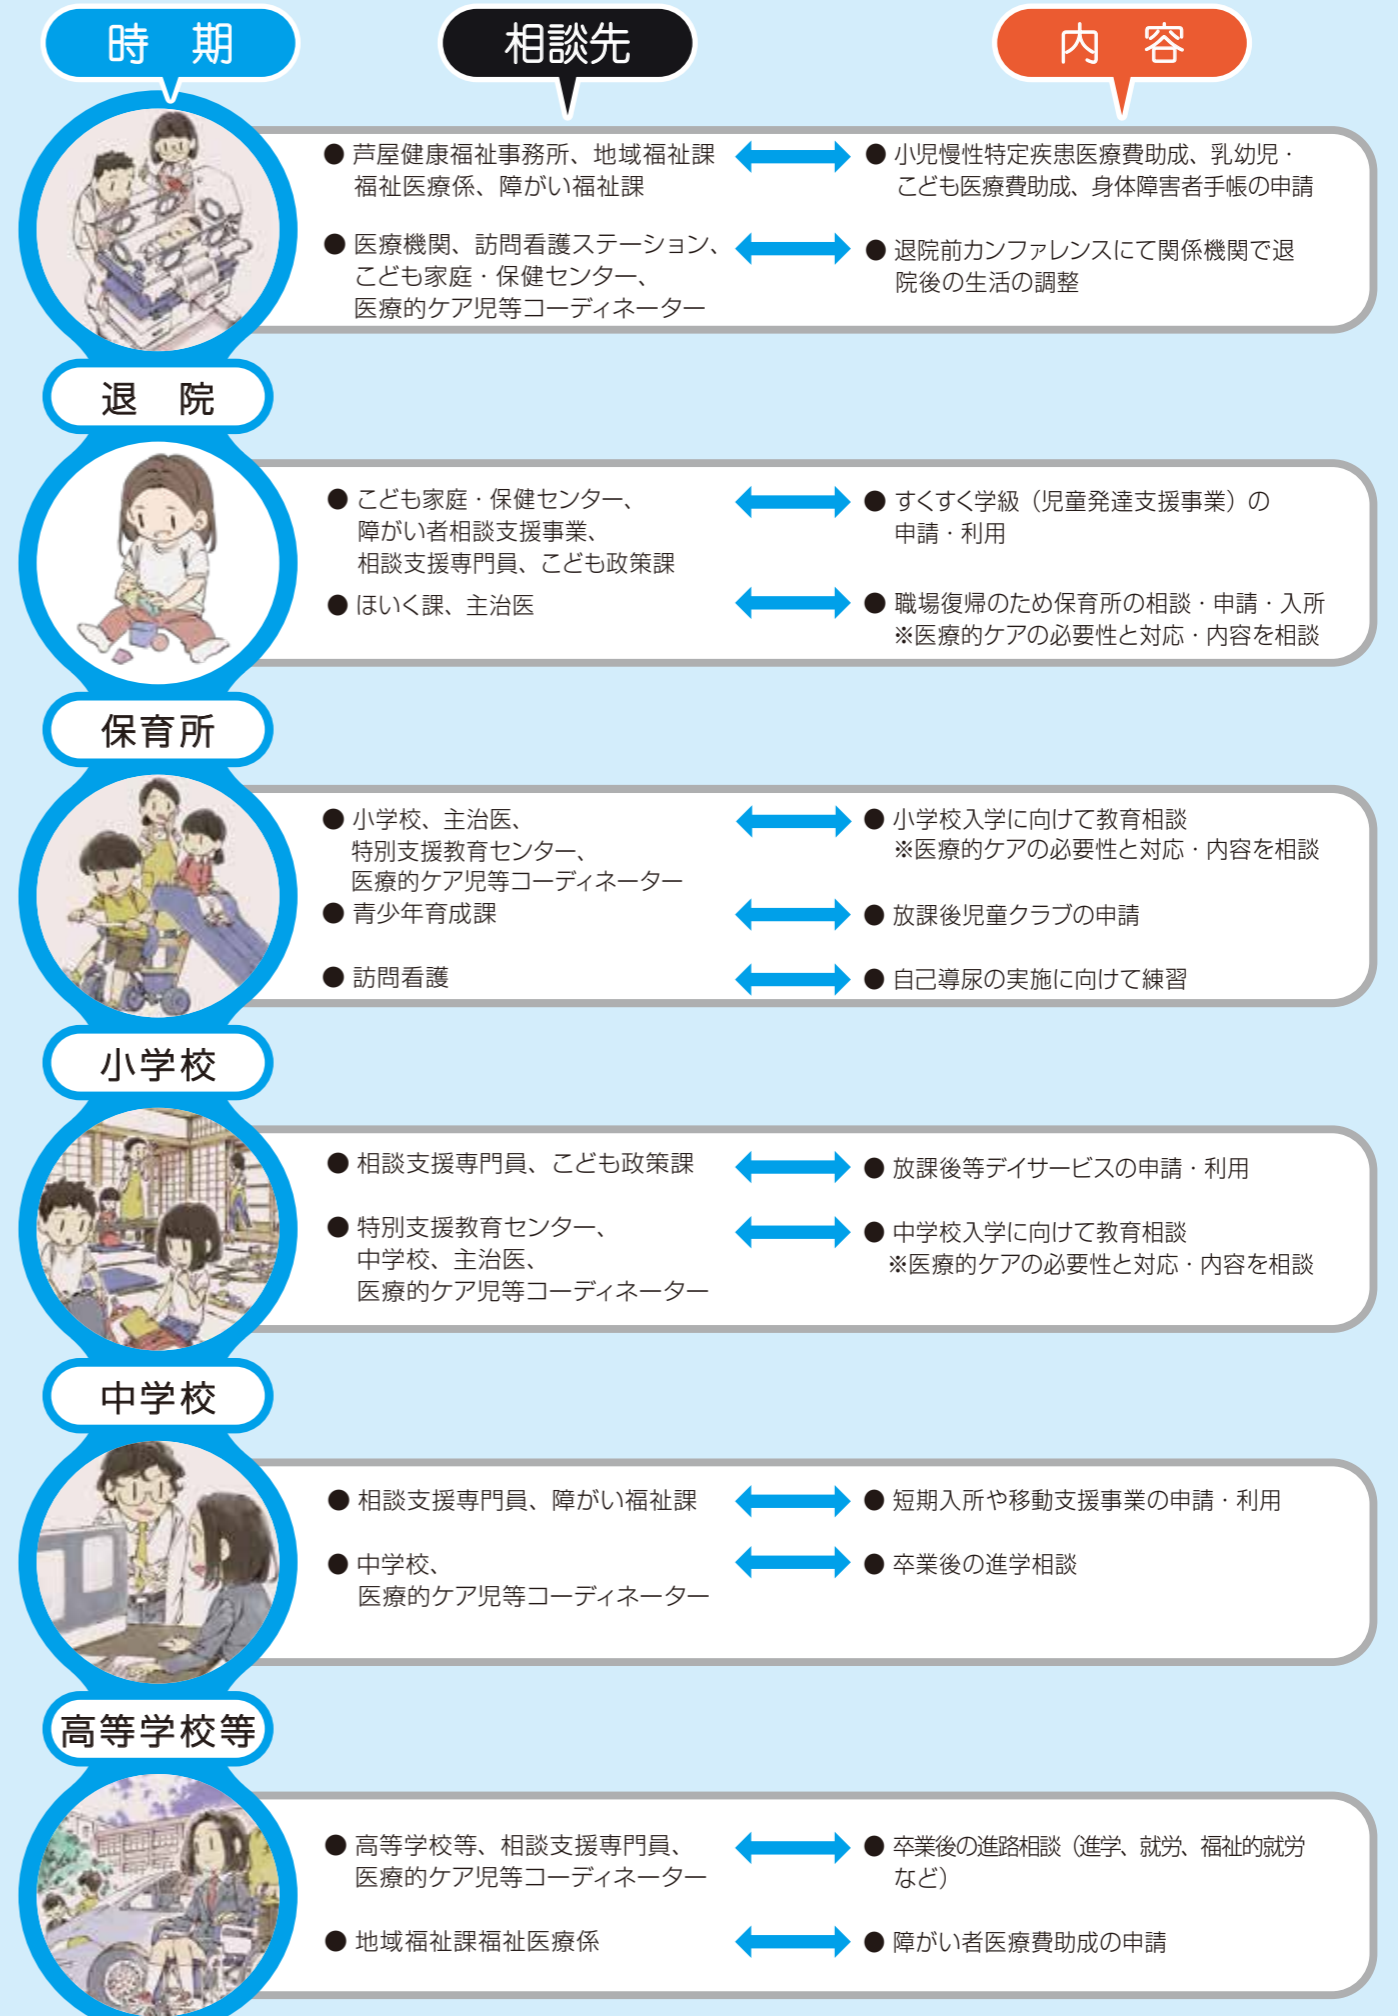 時 期
相談先
内 容
● 芦屋健康福祉事務所、地域福祉課
福祉医療係、障がい福祉課
● 小児慢性特定疾患医療費助成、乳幼児・
こども医療費助成、身体障害者手帳の申請
● 医療機関、訪問看護ステーション、
こども家庭・保健センター、
医療的ケア児等コーディネーター
● 退院前カンファレンスにて関係機関で退
院後の生活の調整
退 院
● こども家庭・保健センター、
障がい者相談支援事業、
相談支援専門員、こども政策課
● すくすく学級（児童発達支援事業）の
申請・利用
● ほいく課、主治医
● 職場復帰のため保育所の相談・申請・入所
※医療的ケアの必要性と対応・内容を相談
保育所
● 小学校、主治医、
特別支援教育センター、
医療的ケア児等コーディネーター
● 小学校入学に向けて教育相談
※医療的ケアの必要性と対応・内容を相談
● 青少年育成課
● 放課後児童クラブの申請
● 訪問看護
● 自己導尿の実施に向けて練習
小学校
● 相談支援専門員、こども政策課
● 放課後等デイサービスの申請・利用
● 特別支援教育センター、
中学校、主治医、
医療的ケア児等コーディネーター
● 中学校入学に向けて教育相談
※医療的ケアの必要性と対応・内容を相談
中学校
● 相談支援専門員、障がい福祉課
● 短期入所や移動支援事業の申請・利用
● 中学校、
医療的ケア児等コーディネーター
● 卒業後の進学相談
高等学校等
● 高等学校等、相談支援専門員、
医療的ケア児等コーディネーター
● 卒業後の進路相談（進学、就労、福祉的就労
など）
● 地域福祉課福祉医療係
● 障がい者医療費助成の申請